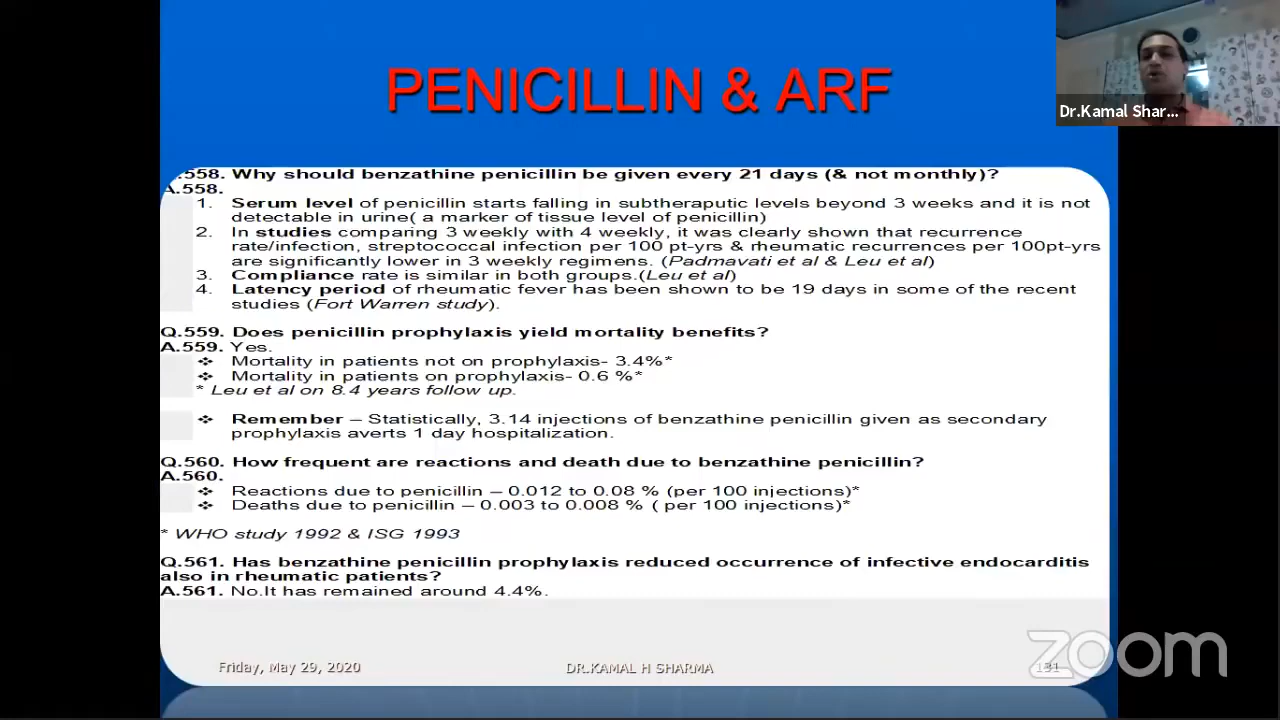 PENICILLIN & ARF
Dr.Kamal Shar...
.558. Why should benzathine penicillin be given every 21 days (& not monthly)?
A.558.
1. Serum level of penicillin starts falling in subtheraputic levels beyond 3 weeks and it is not
detectable in urine( a marker of tissue level of penicillin)
2. In studies comparing 3 weekly with 4 weekly, it was clearly shown that recurrence
rate/infection, streptococcal infection per 100 pt-yrs & rheumatic recurrences per 100pt-yrs
are significantly lower in 3 weekly regimens. (Padmavati et al & Leu et al)
3. Compliance rate is similar in both groups.(Leu et al)
4. Latency period of rheumatic fever has been shown to be 19 days in some of the recent
studies (Fort Warren study).
Q.559. Does penicillin prophylaxis yield mortality benefits?
A.559. Yes.
❖ Mortality in patients not on prophylaxis- 3.4%*
❖ Mortality in patients on prophylaxis- 0.6 %*
* Leu et al on 8.4 years follow up.
❖ Remember – Statistically, 3.14 injections of benzathine penicillin given as secondary
prophylaxis averts 1 day hospitalization.
Q.560. How frequent are reactions and death due to benzathine penicillin?
A.560.
❖ Reactions due to penicillin – 0.012 to 0.08 % (per 100 injections)*
❖ Deaths due to penicillin – 0.003 to 0.008 % ( per 100 injections)*
* WHO study 1992 & ISG 1993
Q.561. Has benzathine penicillin prophylaxis reduced occurrence of infective endocarditis
also in rheumatic patients?
A.561. No.It has remained around 4.4%.
Friday, May 29, 2020
DR.KAMAL H SHARMA
131
zoom